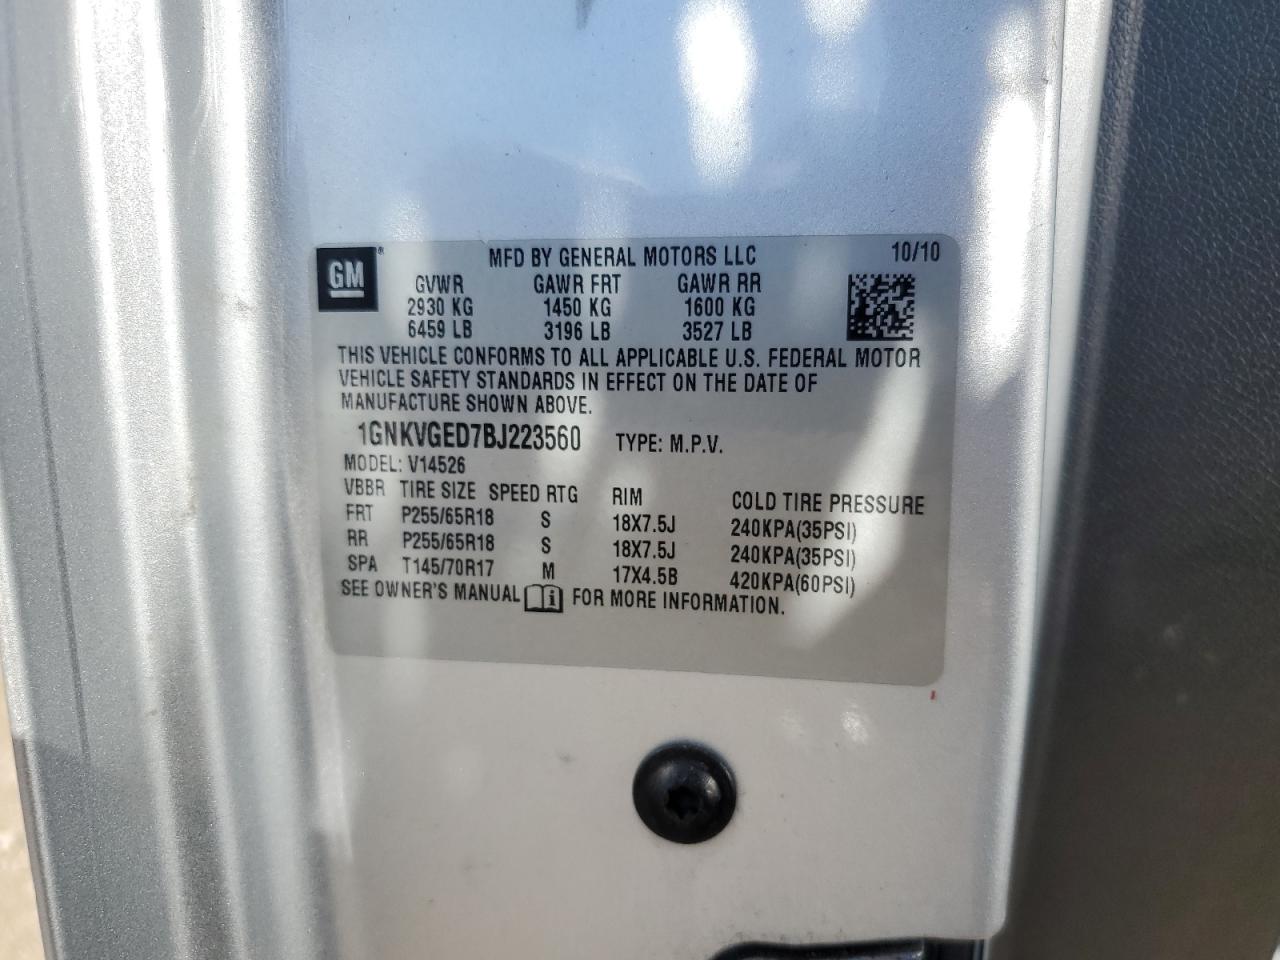 GM®
MFD BY GENERAL MOTORS LLC 10/10
GVWR GAWR FRT GAWR RR
2930 KG 1450 KG 1600 KG
6459 LB 3196 LB 3527 LB
THIS VEHICLE CONFORMS TO ALL APPLICABLE U.S. FEDERAL MOTOR
VEHICLE SAFETY STANDARDS IN EFFECT ON THE DATE OF
MANUFACTURE SHOWN ABOVE.
1GNKVGED7BJ223560 TYPE: M.P.V.
MODEL: V14526
VBBR TIRE SIZE SPEED RTG RIM COLD TIRE PRESSURE
FRT P255/65R18 S 18X7.5J 240KPA(35PSI)
RR P255/65R18 S 18X7.5J 240KPA(35PSI)
SPA T145/70R17 M 17X4.5B 420KPA(60PSI)
SEE OWNER'S MANUAL i FOR MORE INFORMATION.